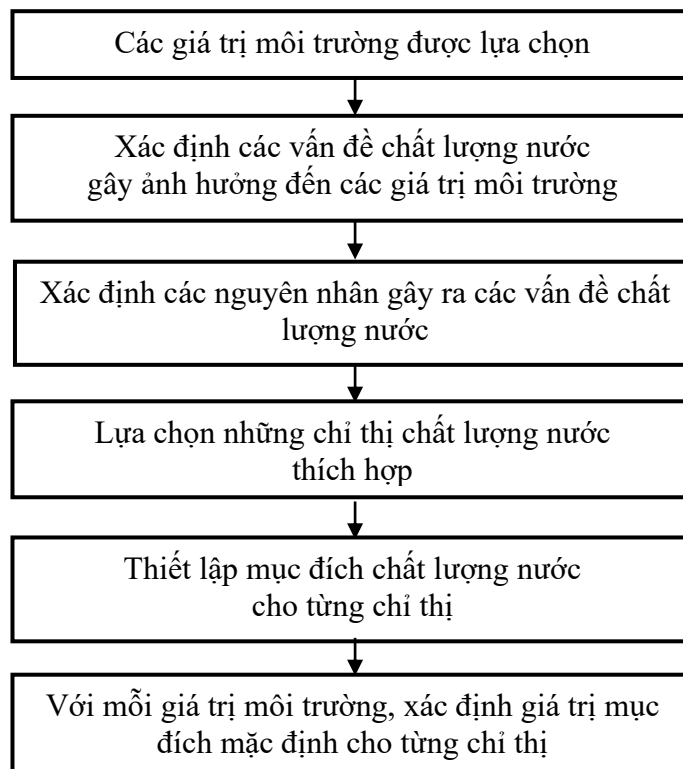 Các giá trị môi trường được lựa chọn
Xác định các vấn đề chất lượng nước
gây ảnh hưởng đến các giá trị môi trường
Xác định các nguyên nhân gây ra các vấn đề chất
lượng nước
Lựa chọn những chỉ thị chất lượng nước
thích hợp
Thiết lập mục đích chất lượng nước
cho từng chỉ thị
Với mỗi giá trị môi trường, xác định giá trị mục
đích mặc định cho từng chỉ thị